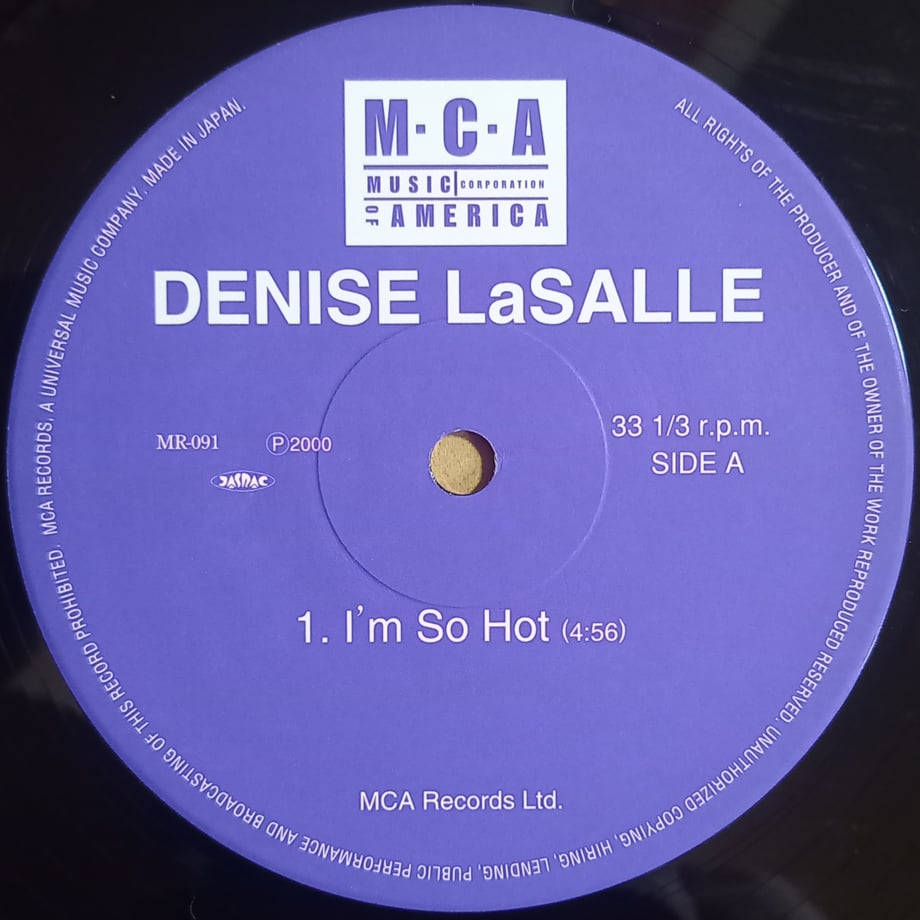 M·C·A
MUSIC CORPORATION
OF AMERICA
DENISE LaSALLE
MR-091 Ⓟ2000
JASRAC
33 1/3 r.p.m.
SIDE A
1. I'm So Hot (4:56)
MCA Records Ltd.
ALL RIGHTS OF THE PRODUCER AND OF THE OWNER OF THE WORK REPRODUCED RESERVED. UNAUTHORIZED COPYING, HIRING, LENDING, PUBLIC PERFORMANCE AND BROADCASTING OF THIS RECORD PROHIBITED. MCA RECORDS, A UNIVERSAL MUSIC COMPANY. MADE IN JAPAN.